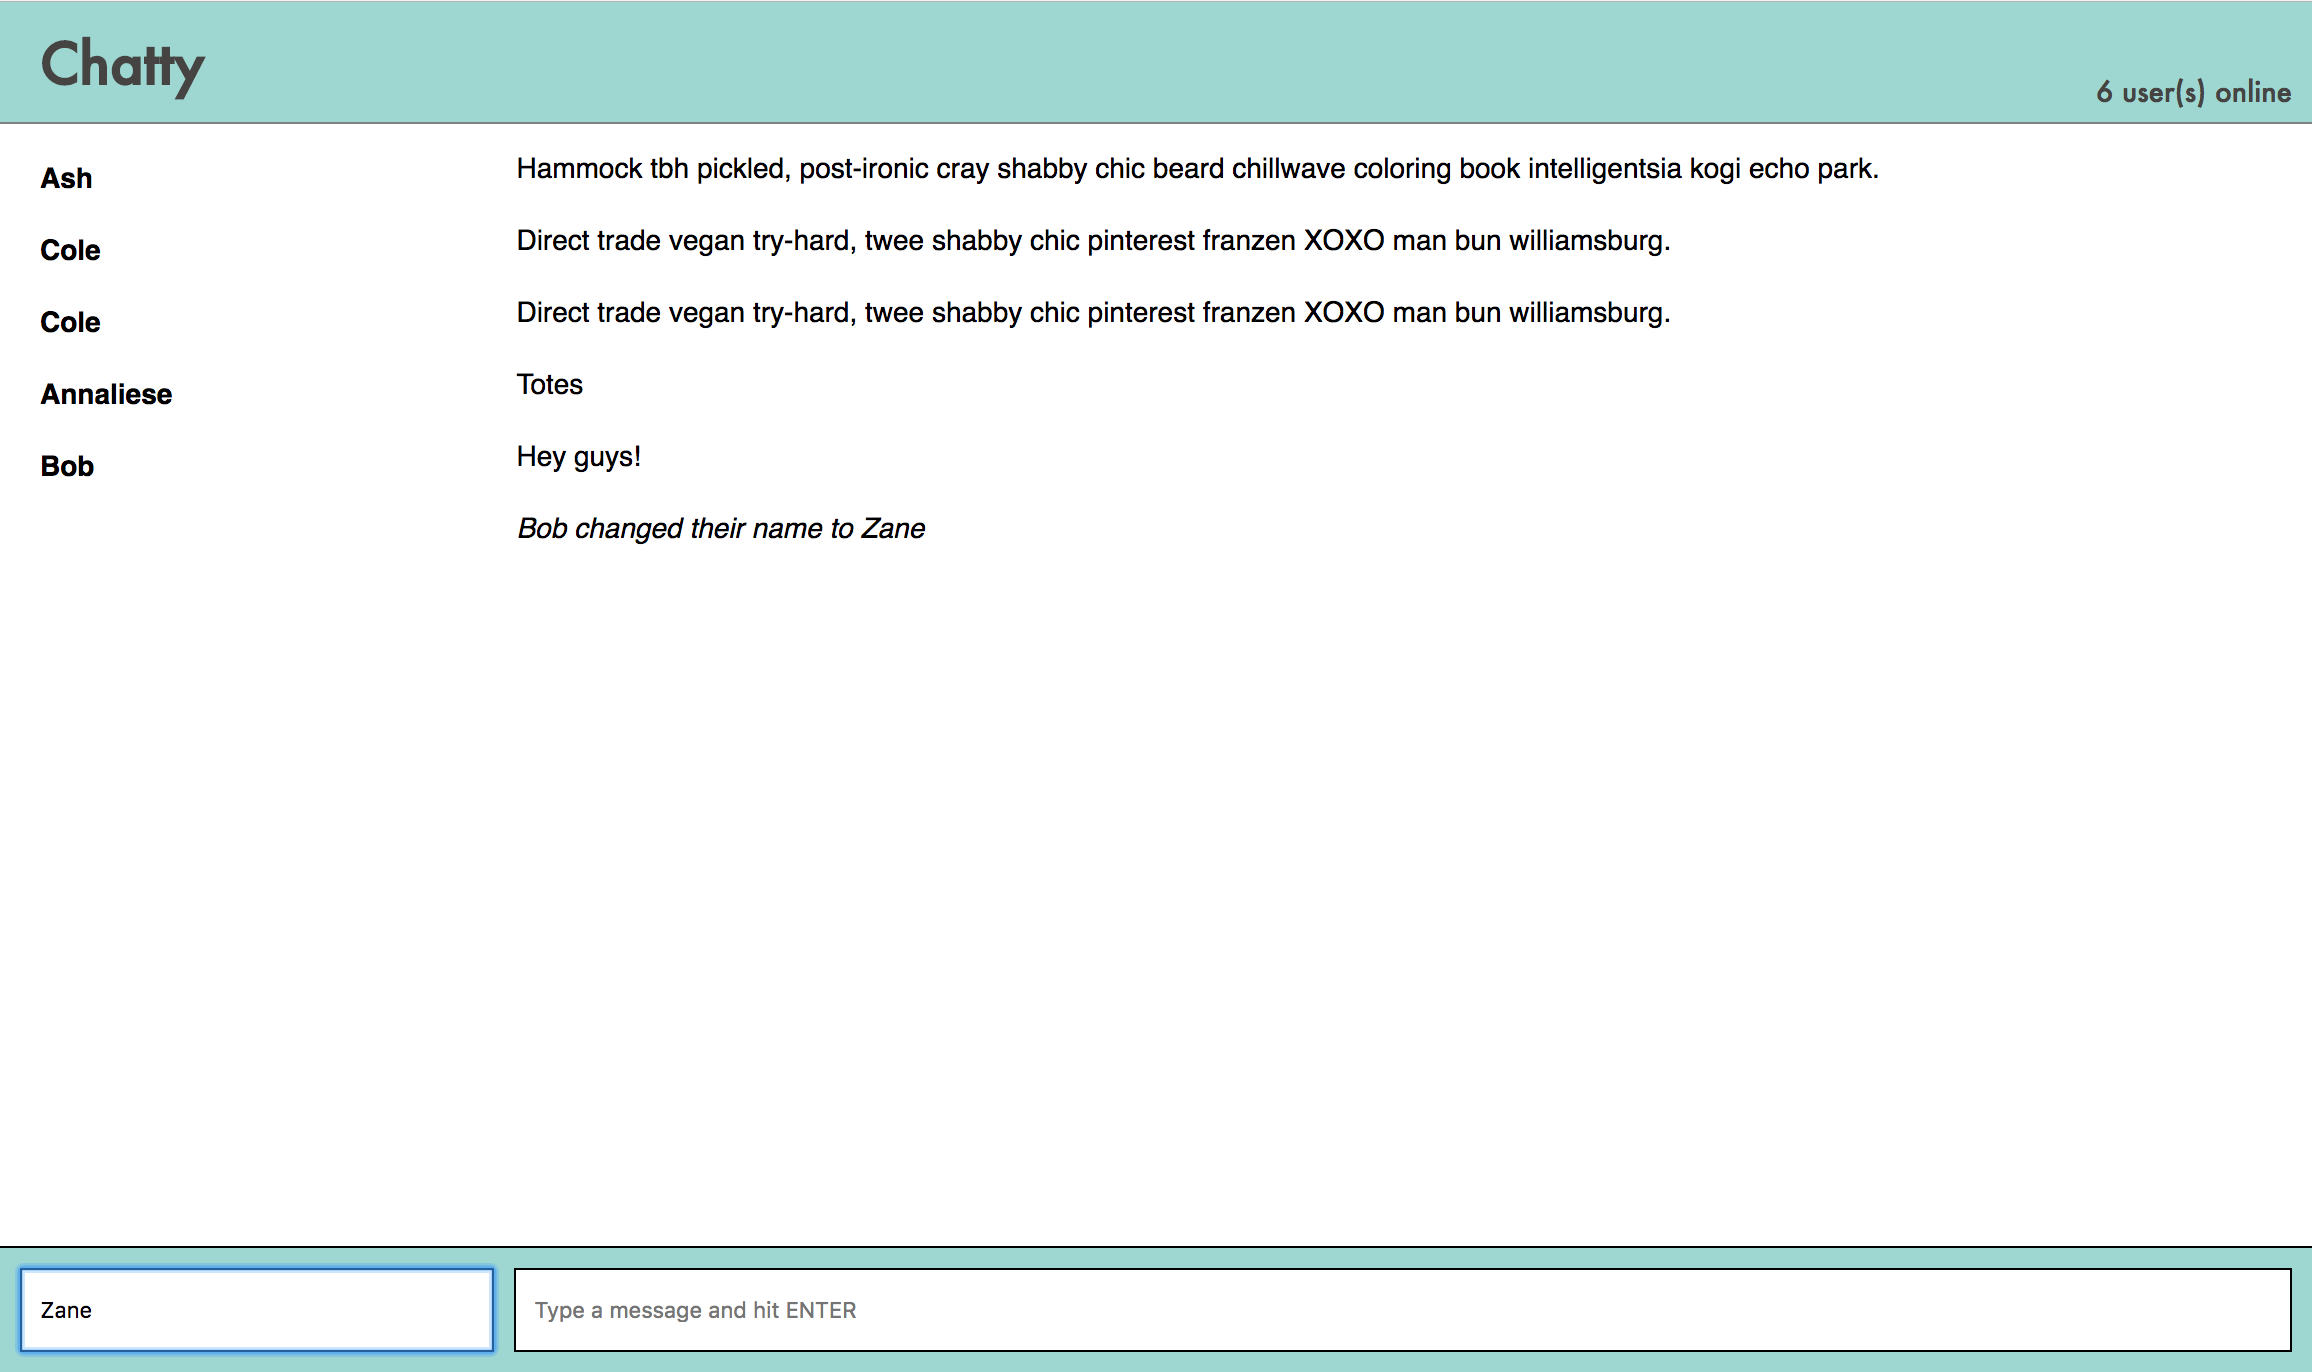 Chatty
6 user(s) online
Ash Hammock tbh pickled, post-ironic cray shabby chic beard chillwave coloring book intelligentsia kogi echo park.
Cole Direct trade vegan try-hard, twee shabby chic pinterest franzen XOXO man bun williamsburg.
Cole Direct trade vegan try-hard, twee shabby chic pinterest franzen XOXO man bun williamsburg.
Annaliese Totes
Bob Hey guys!
Bob changed their name to Zane
Zane Type a message and hit ENTER